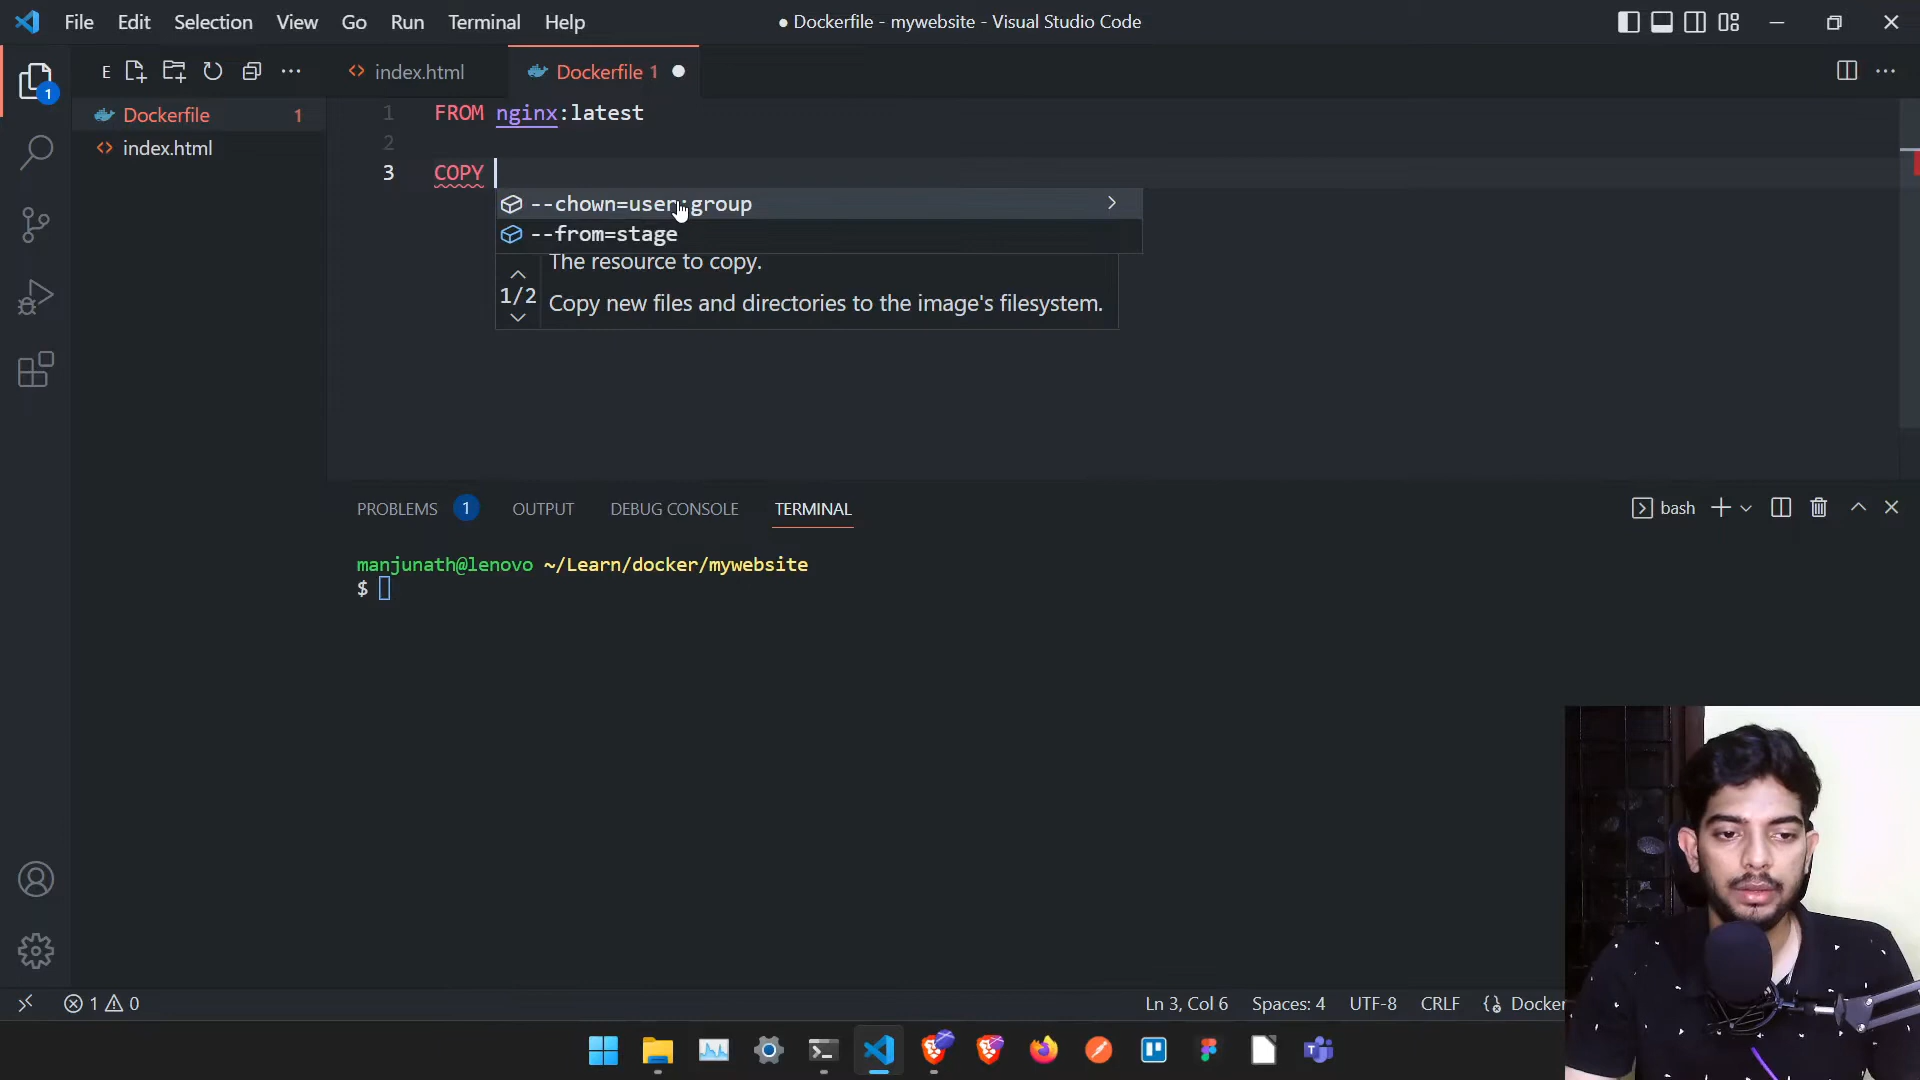 File Edit Selection View Go Run Terminal Help
● Dockerfile - mywebsite - Visual Studio Code
E
index.html
Dockerfile 1
1
Dockerfile 1
index.html
1 FROM nginx:latest
2
3 COPY
--chown=user:group
--from=stage
The resource to copy.
1/2
Copy new files and directories to the image's filesystem.
PROBLEMS 1 OUTPUT DEBUG CONSOLE TERMINAL
bash
manjunath@lenovo ~/Learn/docker/mywebsite
$
1 0
Ln 3, Col 6 Spaces: 4 UTF-8 CRLF